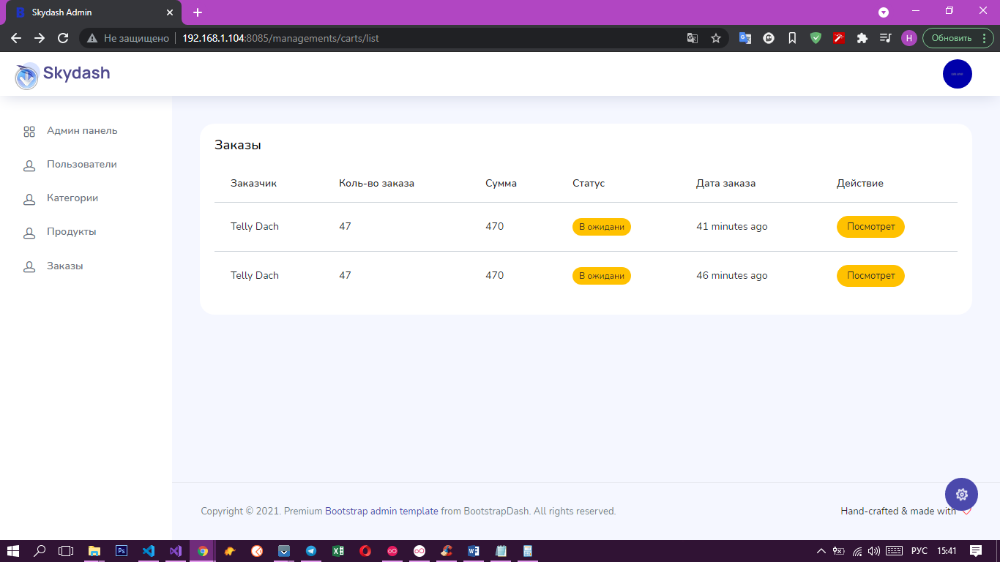 Skydash Admin
Не защищено
192.168.1.104:8085/managements/carts/list
H
Обновить
Skydash
Админ панель
Пользователи
Категории
Продукты
Заказы
Заказы
Заказчик Коль-во заказа Сумма Статус Дата заказа Действие
Telly Dach 47 470 В ожидани 41 minutes ago Посмотрет
Telly Dach 47 470 В ожидани 46 minutes ago Посмотрет
Copyright © 2021. Premium Bootstrap admin template from BootstrapDash. All rights reserved.
Hand-crafted & made with
Ps
РУС 15:41